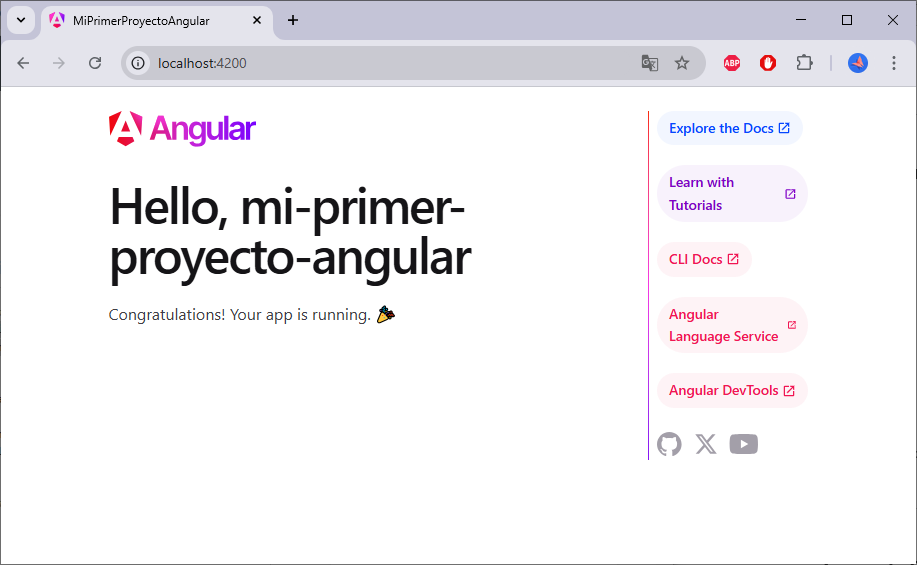 MiPrimerProyectoAngular
localhost:4200
ABP
Angular
Hello, mi-primer-
proyecto-angular
Congratulations! Your app is running. 🎉
Explore the Docs
Learn with
Tutorials
CLI Docs
Angular
Language Service
Angular DevTools